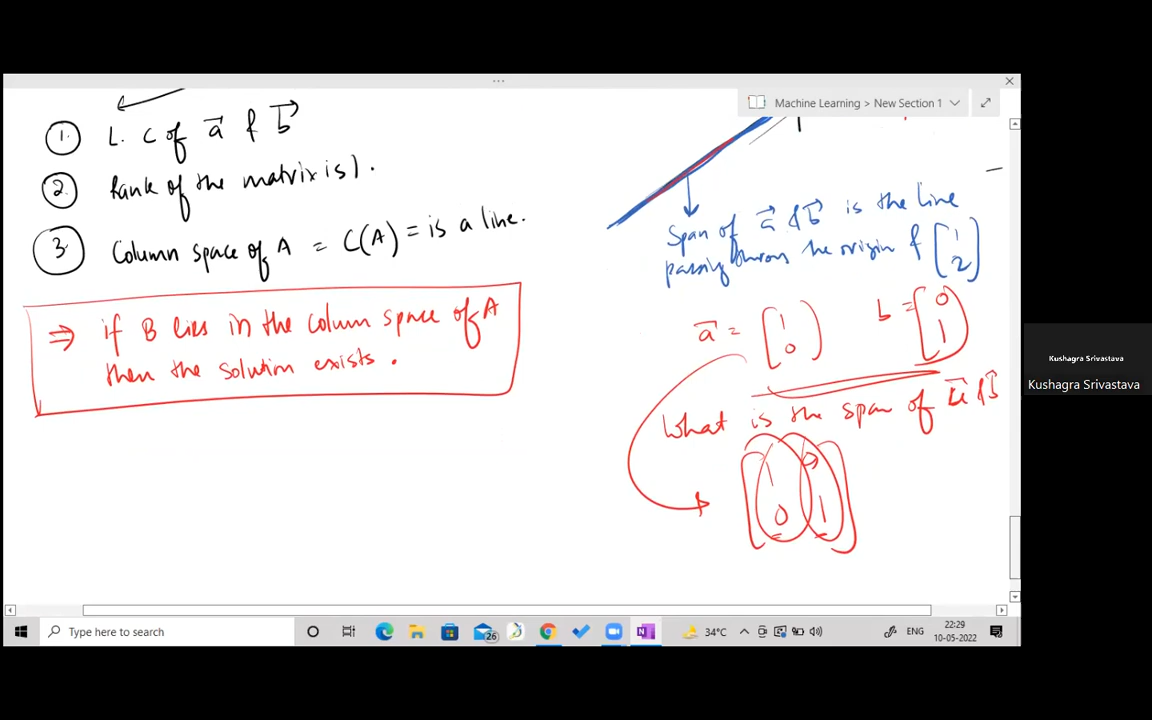 Machine Learning > New Section 1
① L. C of a⃗ & b⃗
② Rank of the matrix is 1.
③ Column space of A = C(A) = is a line.
⇒ if B lies in the column space of A
then the solution exists.
Span of a⃗ & b⃗ is the line
passing throus the origin & [1
2]
a⃗ = [1
0]
b = [0
1]
What is the span of a⃗ & b⃗
[1 0
0 1]
Kushagra Srivastava
Kushagra Srivastava
Type here to search
26
34°C
ENG
22:29
10-05-2022